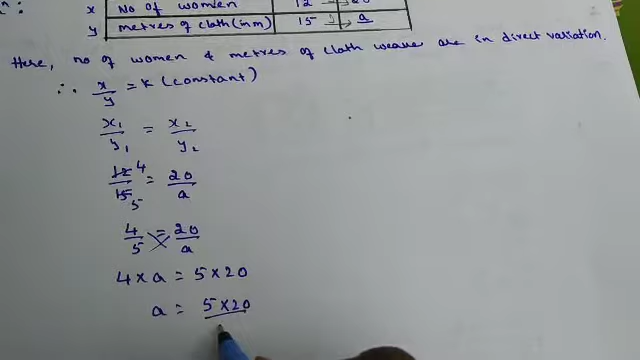 n :
x No of women 12 20
y metres of cloth (in m) 15 a
Here, no of women & metres of cloth weave are in direct variation.
∴ x/y = K (constant)
x₁/y₁ = x₂/y₂
12 4/15 5 = 20/a
4/5 = 20/a
4 × a = 5 × 20
a = 5 × 20